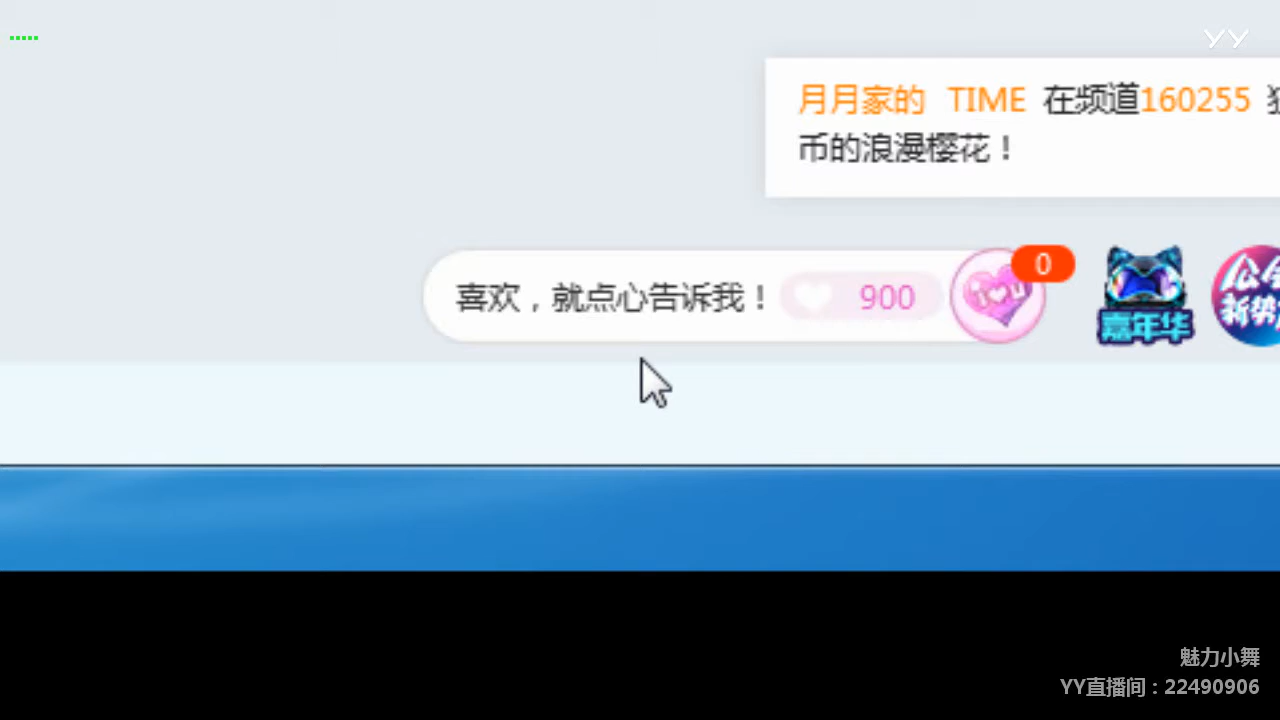 YY
月月家的 TIME 在频道160255
币的浪漫樱花！
0
喜欢，就点心告诉我！ 900
i u
嘉年华
新势
魅力小舞
YY直播间：22490906